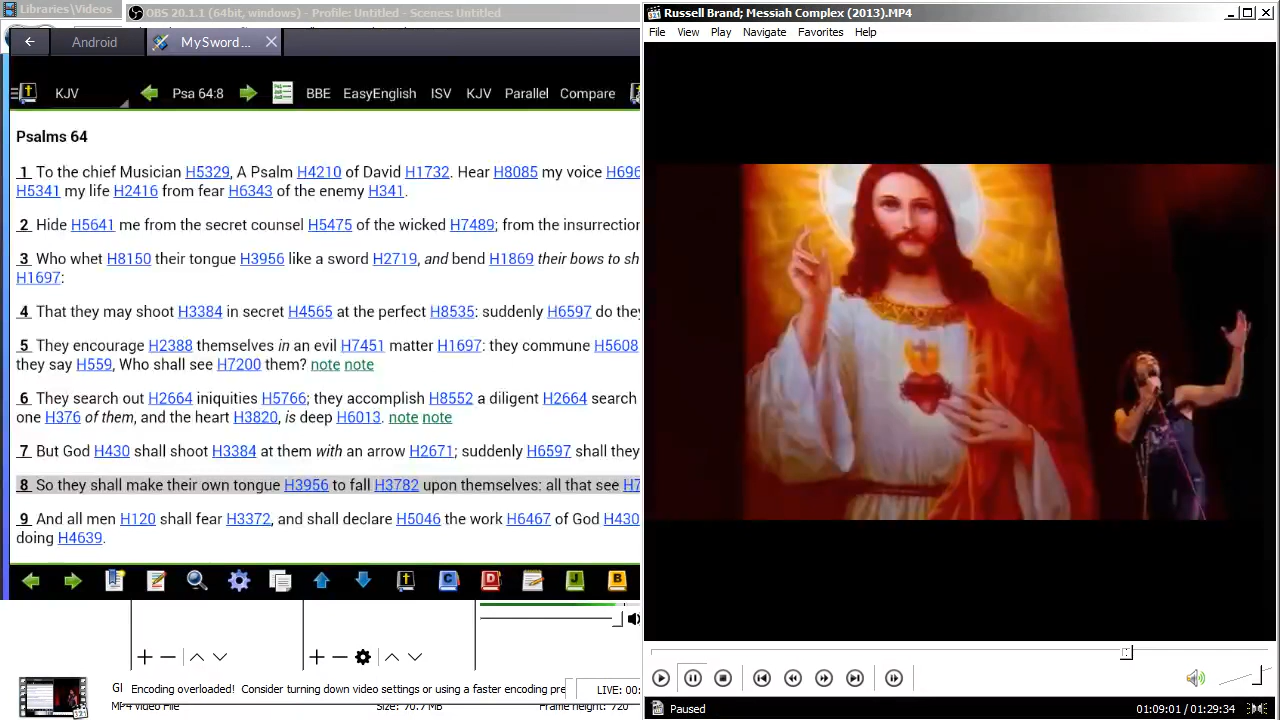 Libraries\Videos
OBS 20.1.1 (64bit, windows) - Profile: Untitled - Scenes: Untitled
Android
MySword...
KJV
Psa 64:8
BBE EasyEnglish ISV KJV Parallel Compare
Psalms 64
1 To the chief Musician H5329, A Psalm H4210 of David H1732. Hear H8085 my voice H696
H5341 my life H2416 from fear H6343 of the enemy H341.
2 Hide H5641 me from the secret counsel H5475 of the wicked H7489; from the insurrection
3 Who whet H8150 their tongue H3956 like a sword H2719, and bend H1869 their bows to sh
H1697:
4 That they may shoot H3384 in secret H4565 at the perfect H8535: suddenly H6597 do they
5 They encourage H2388 themselves in an evil H7451 matter H1697: they commune H5608
they say H559, Who shall see H7200 them? note note
6 They search out H2664 iniquities H5766; they accomplish H8552 a diligent H2664 search
one H376 of them, and the heart H3820, is deep H6013. note note
7 But God H430 shall shoot H3384 at them with an arrow H2671; suddenly H6597 shall they
8 So they shall make their own tongue H3956 to fall H3782 upon themselves: all that see H7
9 And all men H120 shall fear H3372, and shall declare H5046 the work H6467 of God H430
doing H4639.
Encoding overloaded! Consider turning down video settings or using a faster encoding pre
LIVE: 00:
MP4 Video File
Size: 70.7 MB
Frame height: 720
Russell Brand; Messiah Complex (2013).MP4
File View Play Navigate Favorites Help
Paused
01:09:01 / 01:29:34